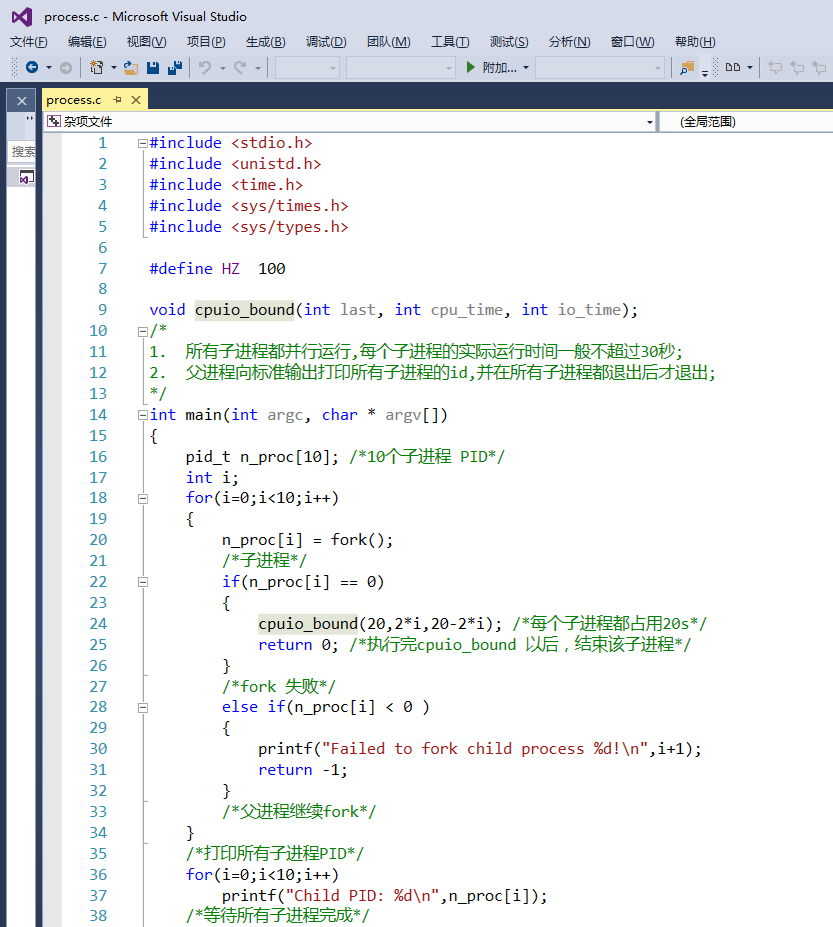 process.c - Microsoft Visual Studio
文件(F) 编辑(E) 视图(V) 项目(P) 生成(B) 调试(D) 团队(M) 工具(T) 测试(S) 分析(N) 窗口(W) 帮助(H)
附加...
process.c
杂项文件 (全局范围)
搜索
1 #include <stdio.h>
2 #include <unistd.h>
3 #include <time.h>
4 #include <sys/times.h>
5 #include <sys/types.h>
6
7 #define HZ  100
8
9 void cpuio_bound(int last, int cpu_time, int io_time);
10 /*
11 1.  所有子进程都并行运行,每个子进程的实际运行时间一般不超过30秒;
12 2.  父进程向标准输出打印所有子进程的id,并在所有子进程都退出后才退出;
13 */
14 int main(int argc, char * argv[])
15 {
16     pid_t n_proc[10]; /*10个子进程 PID*/
17     int i;
18     for(i=0;i<10;i++)
19     {
20         n_proc[i] = fork();
21         /*子进程*/
22         if(n_proc[i] == 0)
23         {
24             cpuio_bound(20,2*i,20-2*i); /*每个子进程都占用20s*/
25             return 0; /*执行完cpuio_bound 以后，结束该子进程*/
26         }
27         /*fork 失败*/
28         else if(n_proc[i] < 0 )
29         {
30             printf("Failed to fork child process %d!\n",i+1);
31             return -1;
32         }
33         /*父进程继续fork*/
34     }
35     /*打印所有子进程PID*/
36     for(i=0;i<10;i++)
37         printf("Child PID: %d\n",n_proc[i]);
38     /*等待所有子进程完成*/